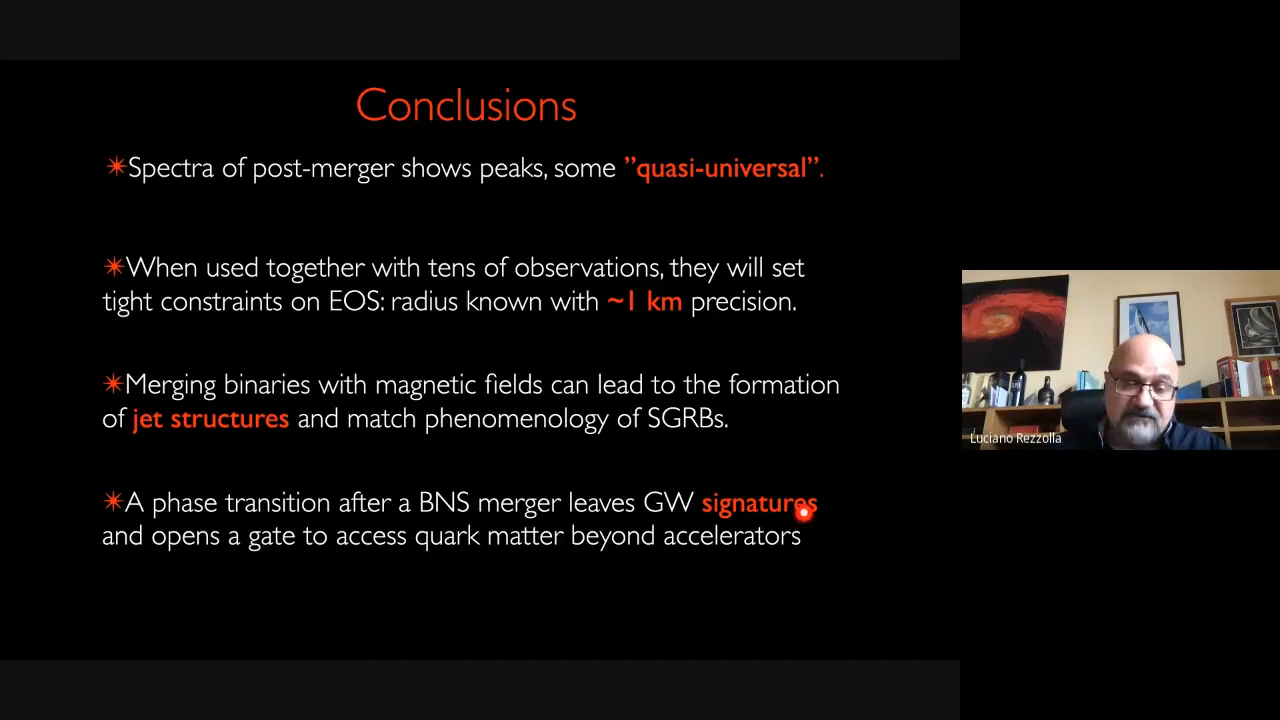 Conclusions
✴Spectra of post-merger shows peaks, some ”quasi-universal”.
✴When used together with tens of observations, they will set
tight constraints on EOS: radius known with ~1 km precision.
✴Merging binaries with magnetic fields can lead to the formation
of jet structures and match phenomenology of SGRBs.
✴A phase transition after a BNS merger leaves GW signatures
and opens a gate to access quark matter beyond accelerators
Luciano Rezzolla